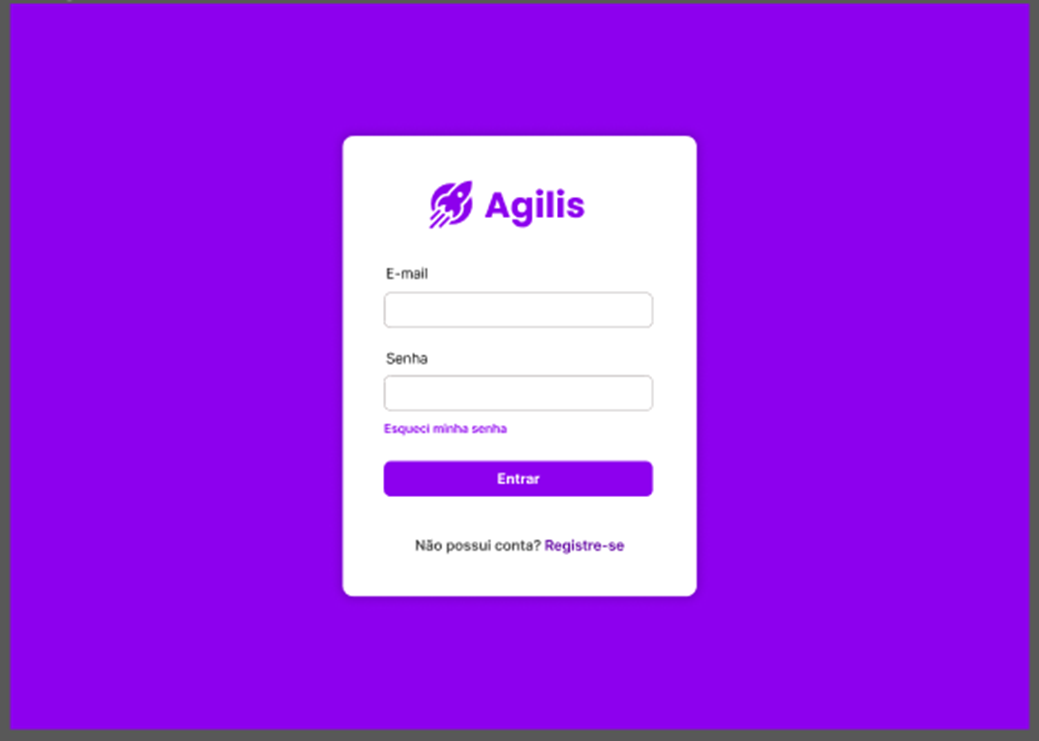 Agilis
E-mail
Senha
Esqueci minha senha
Entrar
Não possui conta? Registre-se